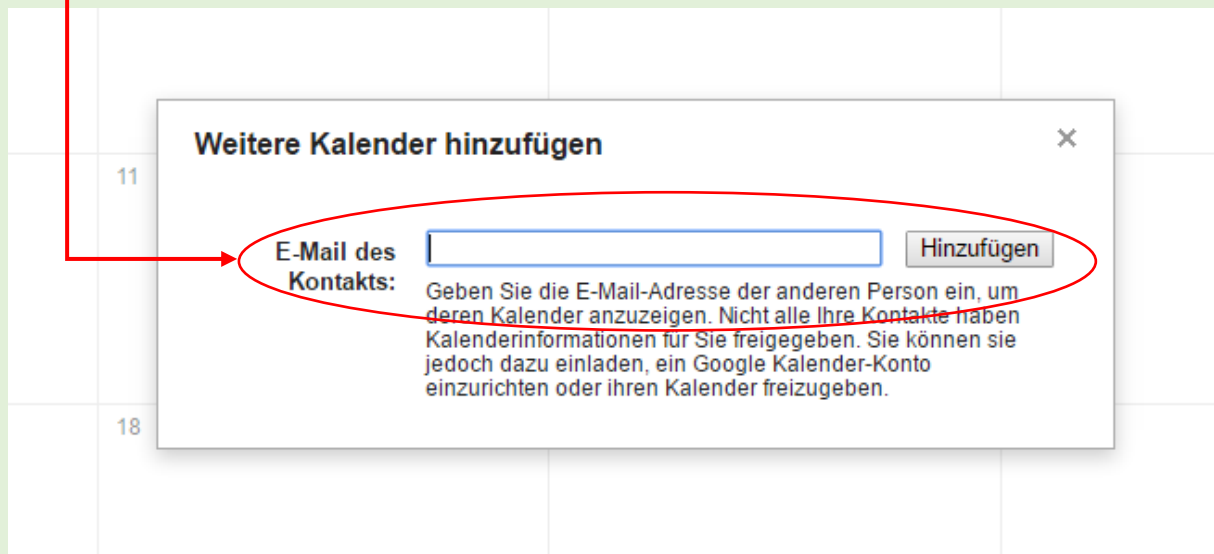 Weitere Kalender hinzufügen
×
11
E-Mail des
Kontakts:
Hinzufügen
Geben Sie die E-Mail-Adresse der anderen Person ein, um
deren Kalender anzuzeigen. Nicht alle Ihre Kontakte haben
Kalenderinformationen für Sie freigegeben. Sie können sie
jedoch dazu einladen, ein Google Kalender-Konto
einzurichten oder ihren Kalender freizugeben.
18